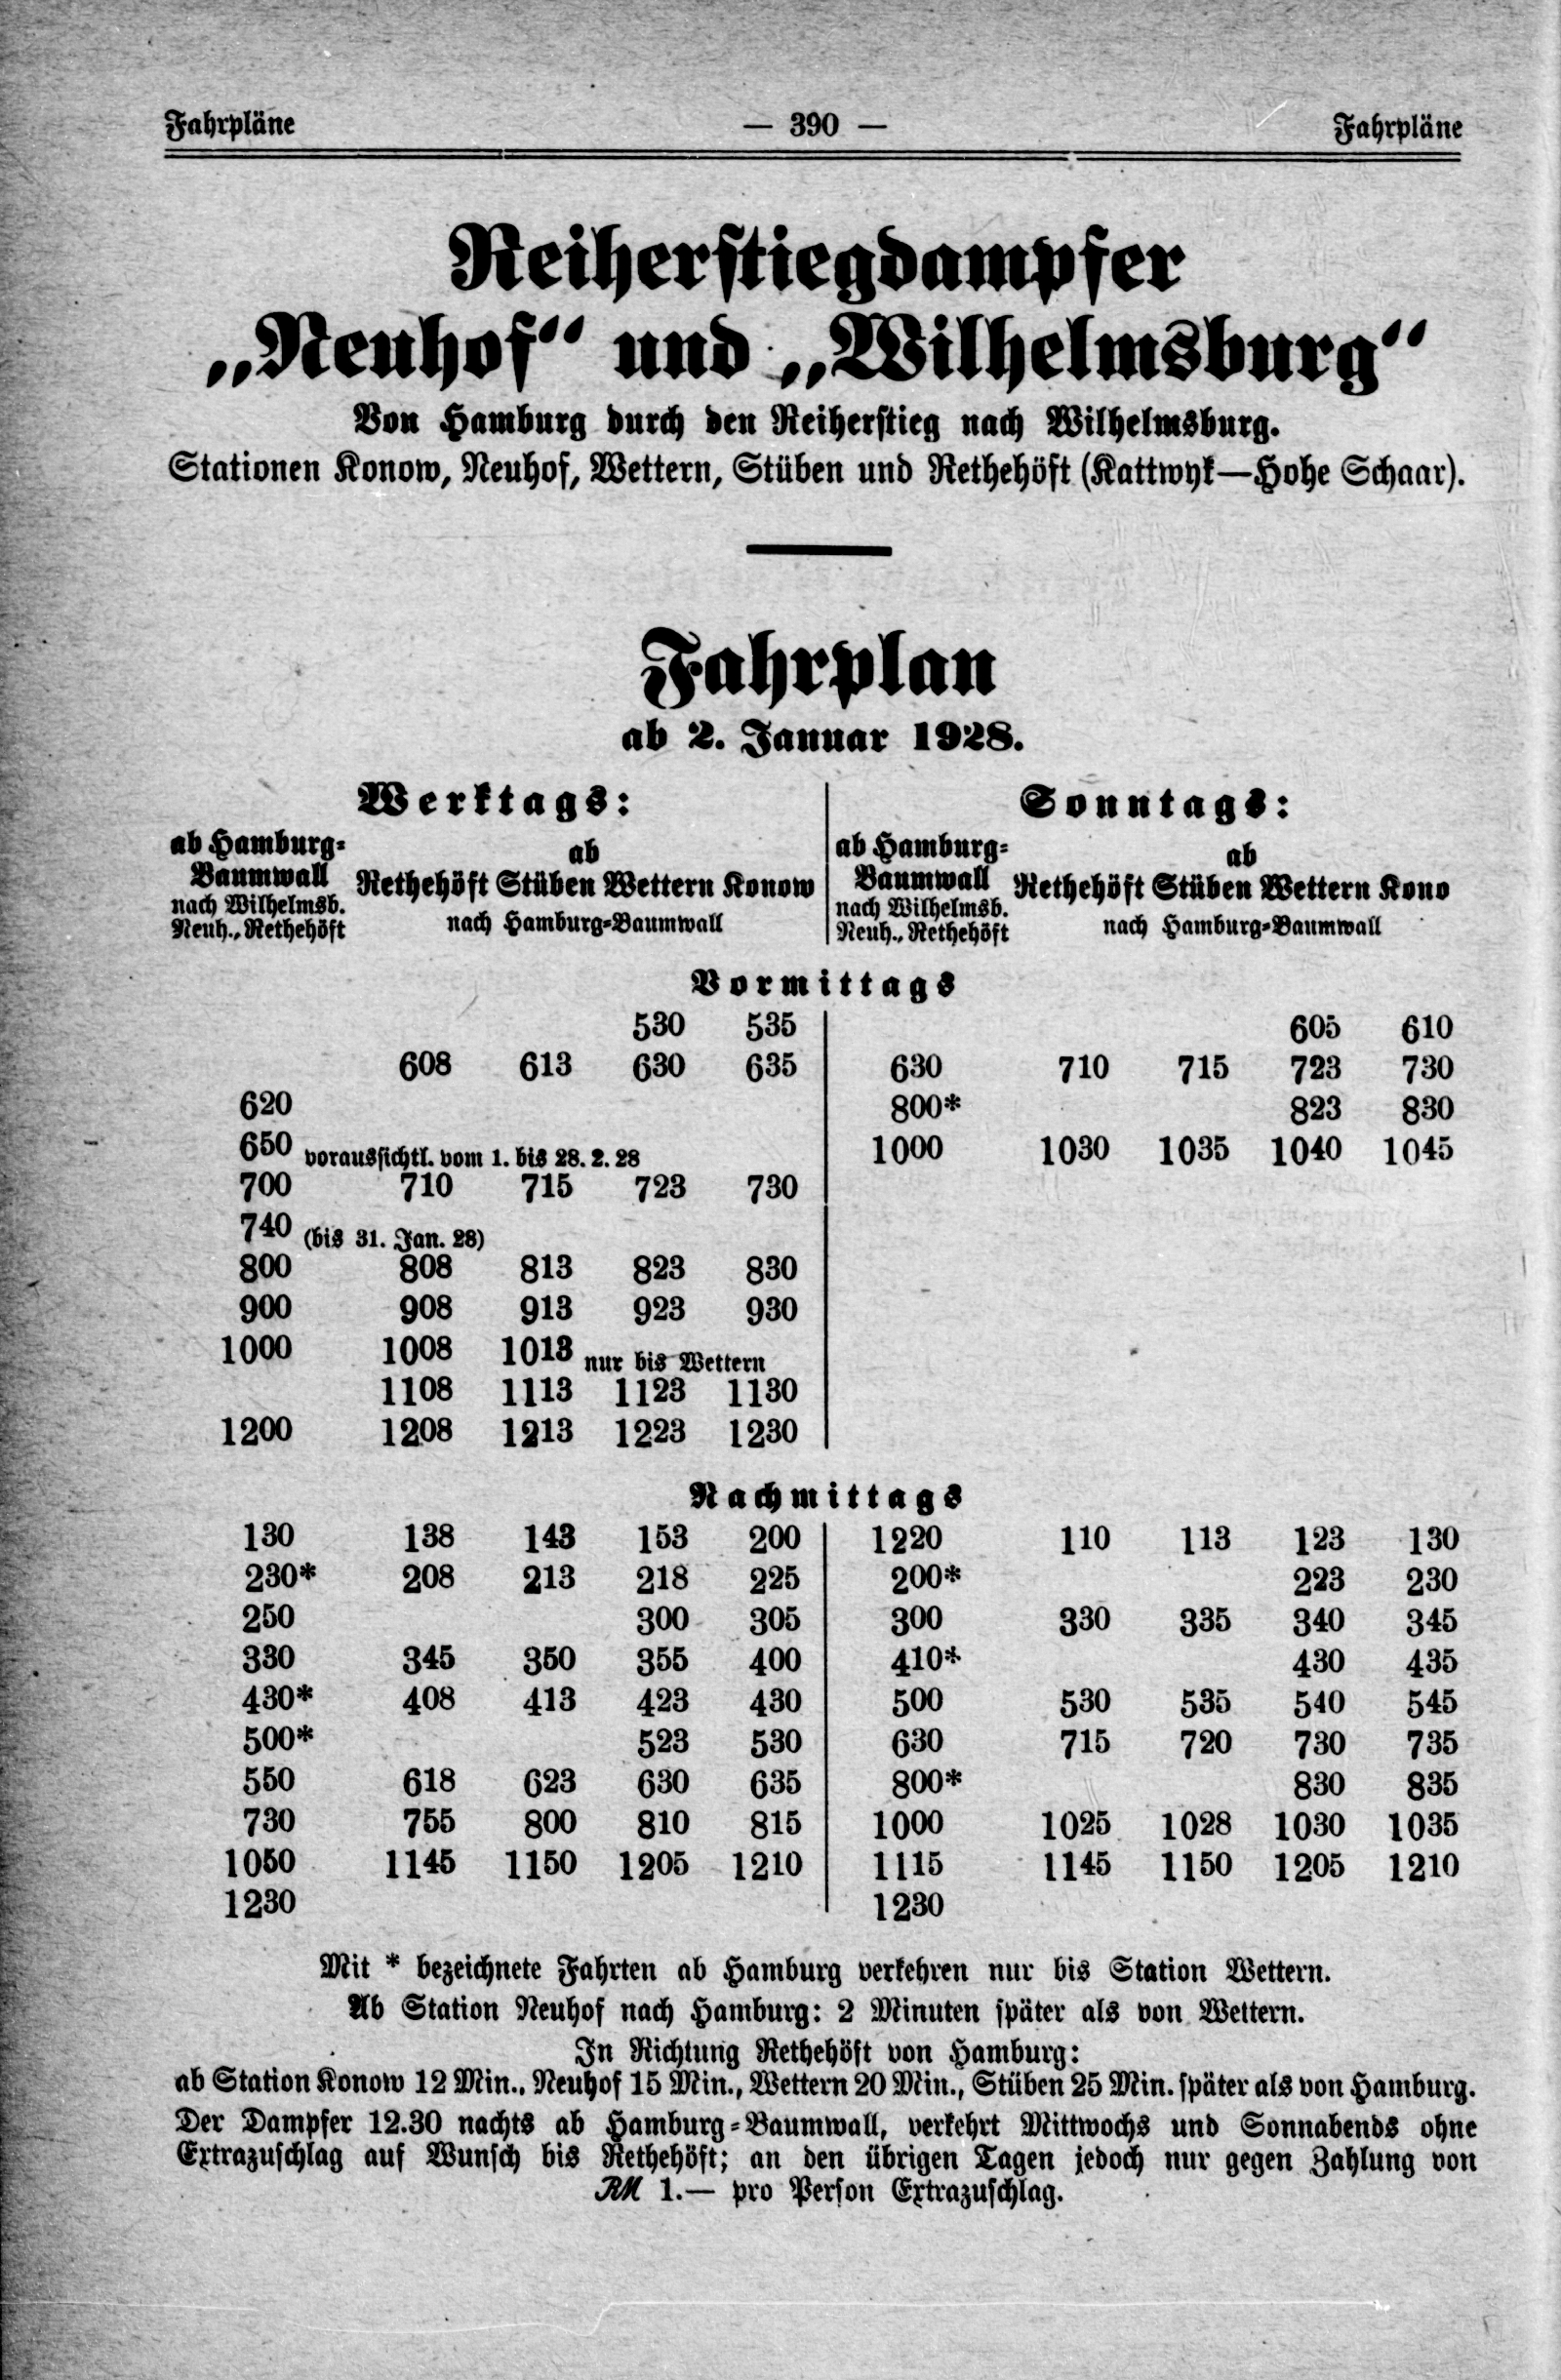 Fahrpläne — 390 — Fahrpläne
Reiherstiegdampfer
„Neuhof“ und „Wilhelmsburg“
Von Hamburg durch den Reiherstieg nach Wilhelmsburg.
Stationen Konow, Neuhof, Wettern, Stüben und Rethehöft (Kattwyk—Hohe Schaar).
Fahrplan
ab 2. Januar 1928.
Werktags: Sonntags:
ab Hamburg- ab ab Hamburg- ab
Baumwall Rethehöft Stüben Wettern Konow Baumwall Rethehöft Stüben Wettern Kono
nach Wilhelmsb. nach Hamburg-Baumwall nach Wilhelmsb. nach Hamburg-Baumwall
Neuh., Rethehöft Neuh., Rethehöft
Vormittags
530 535 605 610
608 613 630 635 630 710 715 723 730
620 800* 823 830
650 voraussichtl. vom 1. bis 28. 2. 28 1000 1030 1035 1040 1045
700 710 715 723 730
740 (bis 31. Jan. 28)
800 808 813 823 830
900 908 913 923 930
1000 1008 1013 nur bis Wettern
1108 1113 1123 1130
1200 1208 1213 1223 1230
Nachmittags
130 138 143 153 200 1220 110 113 123 130
230* 208 213 218 225 200* 223 230
250 300 305 300 330 335 340 345
330 345 350 355 400 410* 430 435
430* 408 413 423 430 500 530 535 540 545
500* 523 530 630 715 720 730 735
550 618 623 630 635 800* 830 835
730 755 800 810 815 1000 1025 1028 1030 1035
1050 1145 1150 1205 1210 1115 1145 1150 1205 1210
1230 1230
Mit * bezeichnete Fahrten ab Hamburg verkehren nur bis Station Wettern.
Ab Station Neuhof nach Hamburg: 2 Minuten später als von Wettern.
In Richtung Rethehöft von Hamburg:
ab Station Konow 12 Min., Neuhof 15 Min., Wettern 20 Min., Stüben 25 Min. später als von Hamburg.
Der Dampfer 12.30 nachts ab Hamburg-Baumwall, verkehrt Mittwochs und Sonnabends ohne
Extrazuschlag auf Wunsch bis Rethehöft; an den übrigen Tagen jedoch nur gegen Zahlung von
RM 1.— pro Person Extrazuschlag.